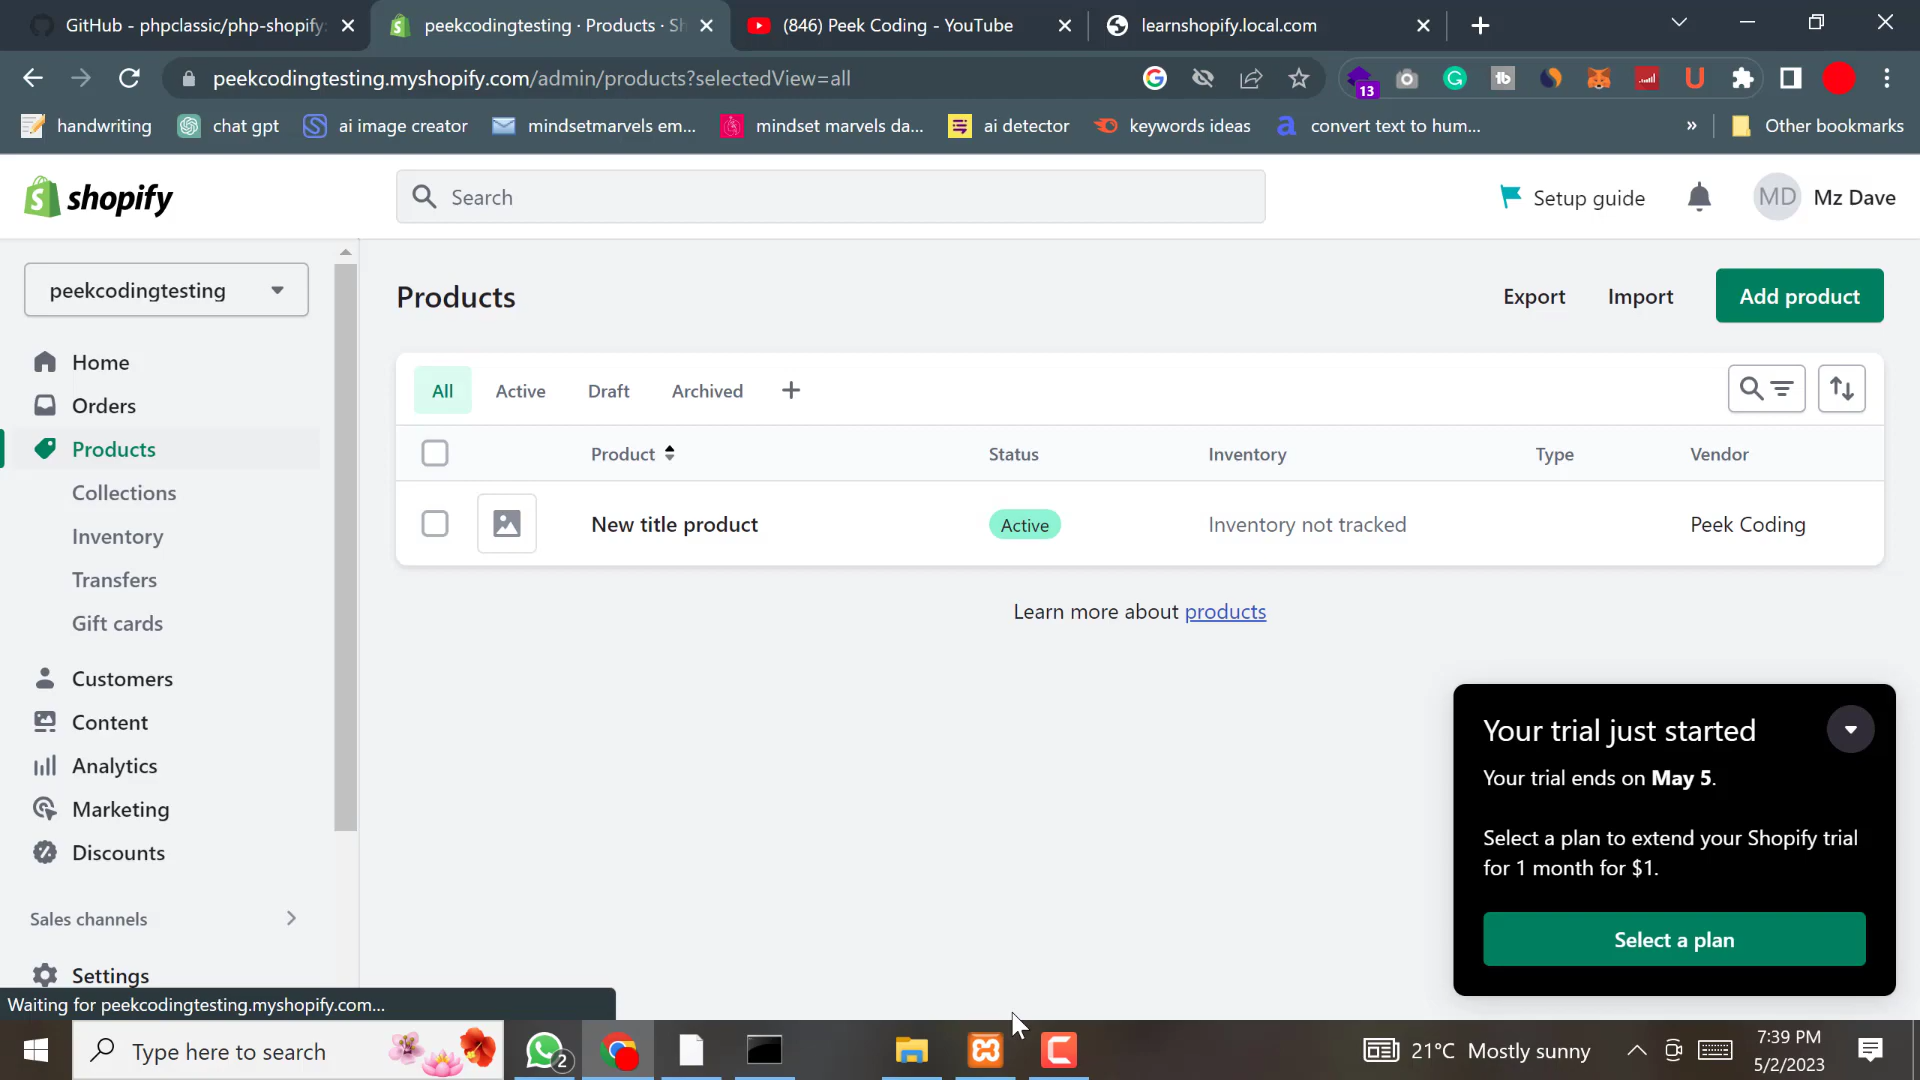 GitHub - phpclassic/php-shopify:
peekcodingtesting · Products · Sh
(846) Peek Coding - YouTube
learnshopify.local.com
peekcodingtesting.myshopify.com/admin/products?selectedView=all
13
handwriting
chat gpt
ai image creator
mindsetmarvels em...
mindset marvels da...
ai detector
keywords ideas
convert text to hum...
»
Other bookmarks
shopify
Search
Setup guide
MD
Mz Dave
peekcodingtesting
Products
Export
Import
Add product
Home
Orders
Products
Collections
Inventory
Transfers
Gift cards
Customers
Content
Analytics
Marketing
Discounts
Sales channels
Settings
All
Active
Draft
Archived
Product
Status
Inventory
Type
Vendor
New title product
Active
Inventory not tracked
Peek Coding
Learn more about products
Your trial just started
Your trial ends on May 5.
Select a plan to extend your Shopify trial
for 1 month for $1.
Select a plan
Waiting for peekcodingtesting.myshopify.com...
Type here to search
2
21°C Mostly sunny
7:39 PM
5/2/2023